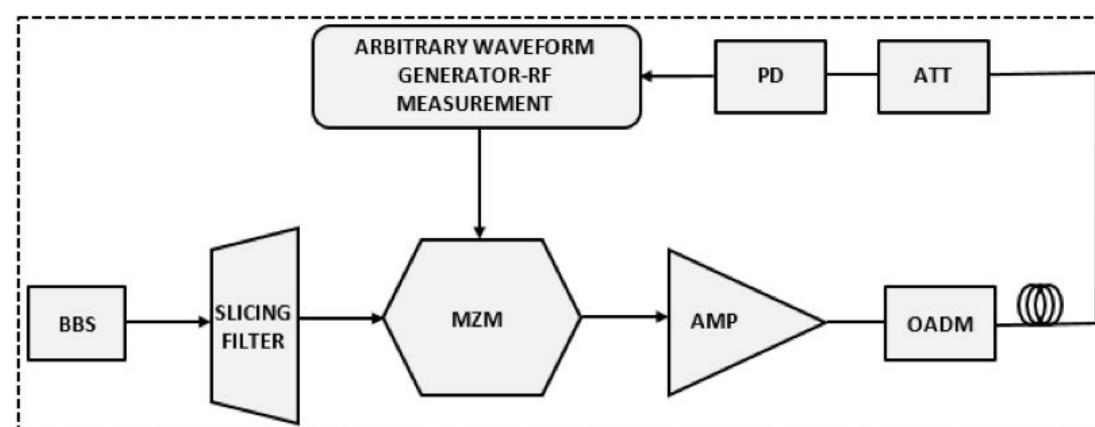 ARBITRARY WAVEFORM
GENERATOR-RF
MEASUREMENT
PD
ATT
BBS
SLICING
FILTER
MZM
AMP
OADM